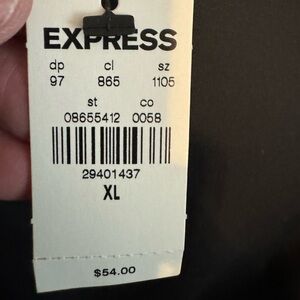 EXPRESS
dp cl sz
97 865 1105
st co
08655412 0058
29401437
XL
$54.00